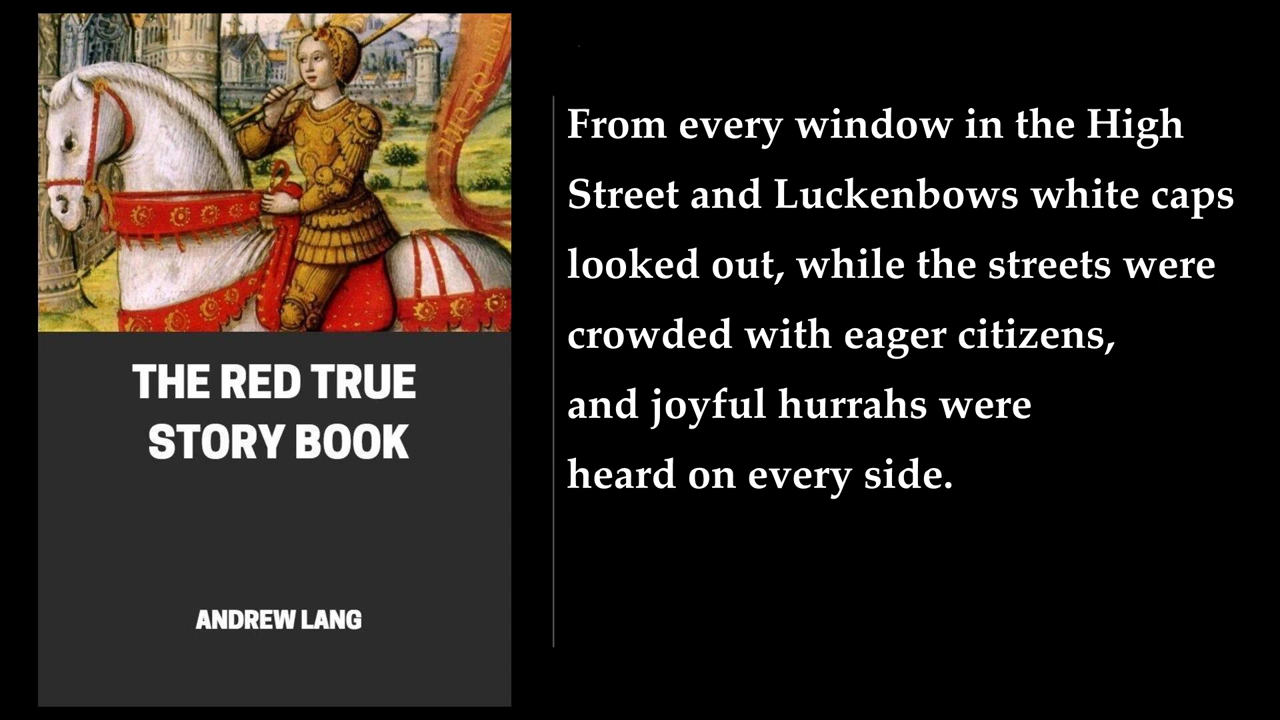 THE RED TRUE
STORY BOOK
ANDREW LANG
From every window in the High
Street and Luckenbows white caps
looked out, while the streets were
crowded with eager citizens,
and joyful hurrahs were
heard on every side.